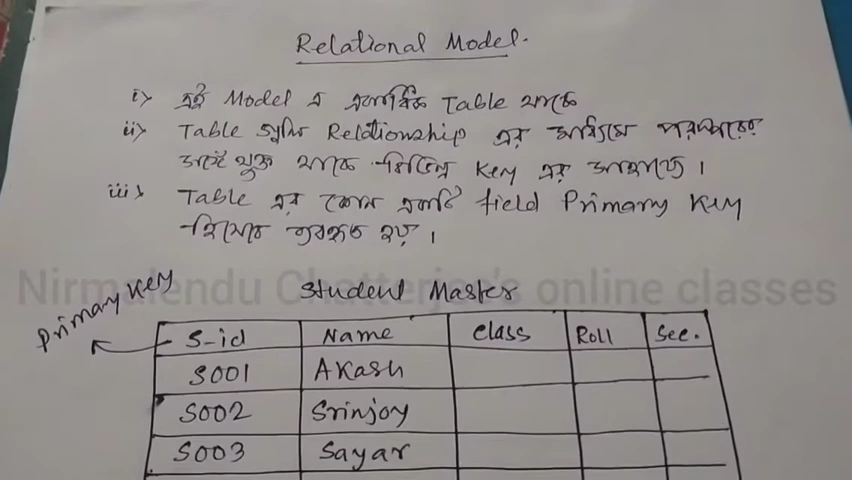 Relational Model.
i> এই Model এ একাধিক Table থাকে
ii> Table গুলি Relationship এর মাধ্যমে পরস্পরের
সাথে যুক্ত থাকে বিভিন্ন Key এর সাহায্যে।
iii> Table এর কোন একটি field Primary Key
হিসেবে ব্যবহৃত হয়।
Nirmalendu Chatterjee's online classes
Student Master
Primary Key
S-id Name Class Roll Sec.
S001 Akash
S002 Srinjoy
S003 Sayar